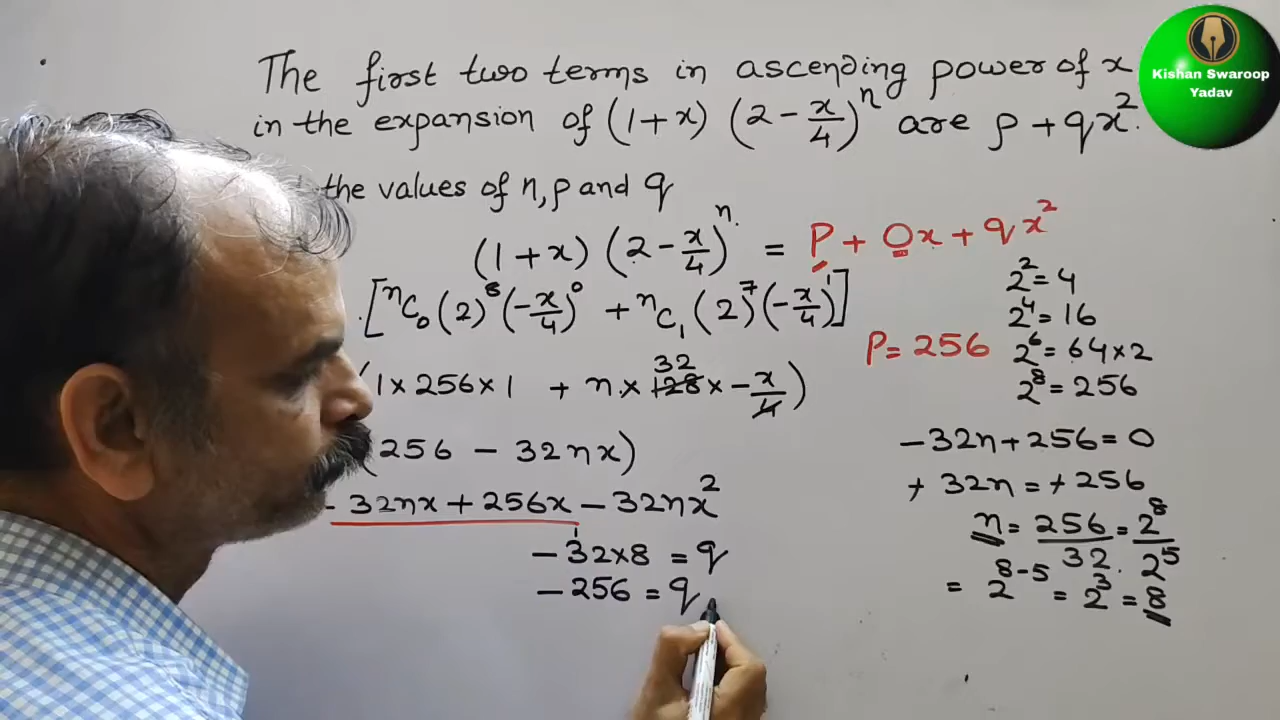 Kishan Swaroop
Yadav
The first two terms in ascending power of x
in the expansion of (1+x) (2 - x/4)^n are p + qx^2.
the values of n, p and q
(1+x) (2 - x/4)^n = P + 0x + qx^2
[nC0 (2)^8 (-x/4)^0 + nC1 (2)^7 (-x/4)^1]
(1 x 256 x 1 + n x 128 x -x/4)
32
(256 - 32nx)
- 32nx + 256x - 32nx^2
- 32x8 = q
- 256 = q
P = 256
2^2 = 4
2^4 = 16
2^6 = 64x2
2^8 = 256
-32n + 256 = 0
+ 32n = + 256
n = 256/32 = 2^8/2^5
= 2^8-5 = 2^3 = 8